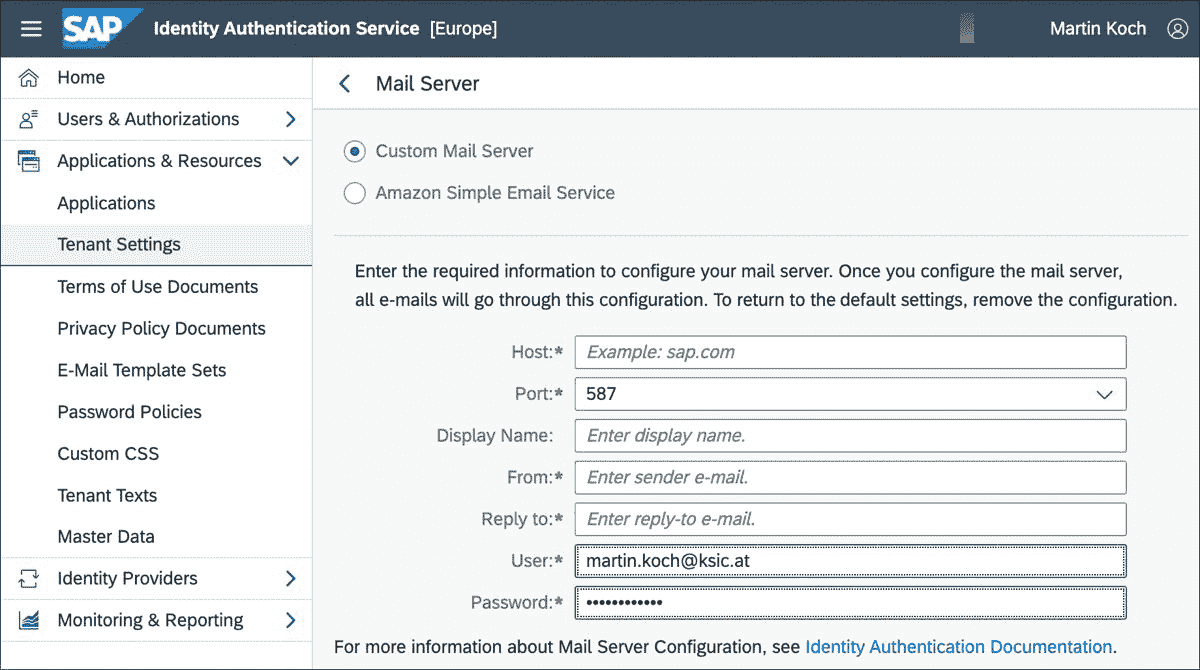 SAP Identity Authentication Service [Europe] Martin Koch
Home
Users & Authorizations
Applications & Resources
Applications
Tenant Settings
Terms of Use Documents
Privacy Policy Documents
E-Mail Template Sets
Password Policies
Custom CSS
Tenant Texts
Master Data
Identity Providers
Monitoring & Reporting
Mail Server
Custom Mail Server
Amazon Simple Email Service
Enter the required information to configure your mail server. Once you configure the mail server,
all e-mails will go through this configuration. To return to the default settings, remove the configuration.
Host:* Example: sap.com
Port:* 587
Display Name: Enter display name.
From:* Enter sender e-mail.
Reply to:* Enter reply-to e-mail.
User:* martin.koch@ksic.at
Password:* ••••••••••••
For more information about Mail Server Configuration, see Identity Authentication Documentation.